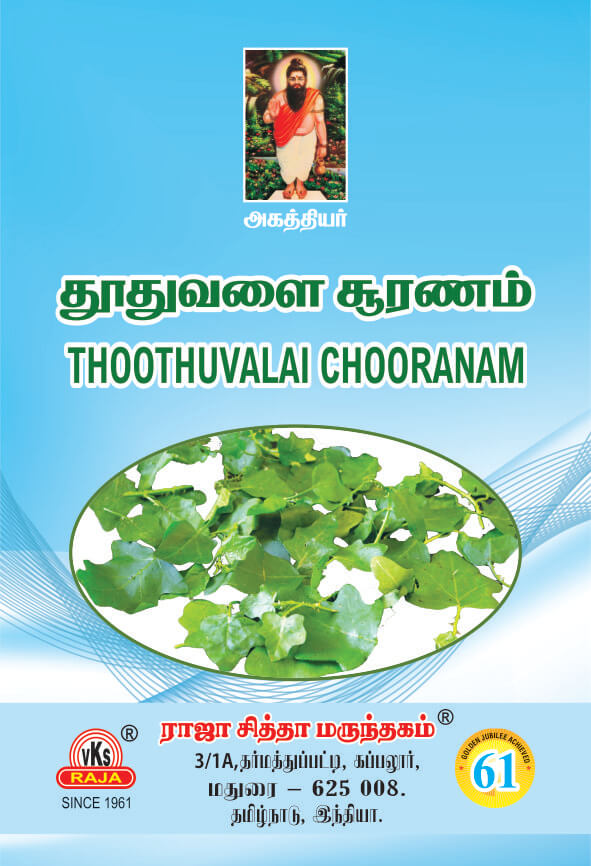 அகத்தியர்
தூதுவளை சூரணம்
THOOTHUVALAI CHOORANAM
VKS ®
RAJA
SINCE 1961
ராஜா சித்தா மருந்தகம்®
3/1A,தர்மத்துப்பட்டி, கப்பலூர்,
மதுரை – 625 008.
தமிழ்நாடு, இந்தியா.
GOLDEN JUBILEE ACHIEVED
61